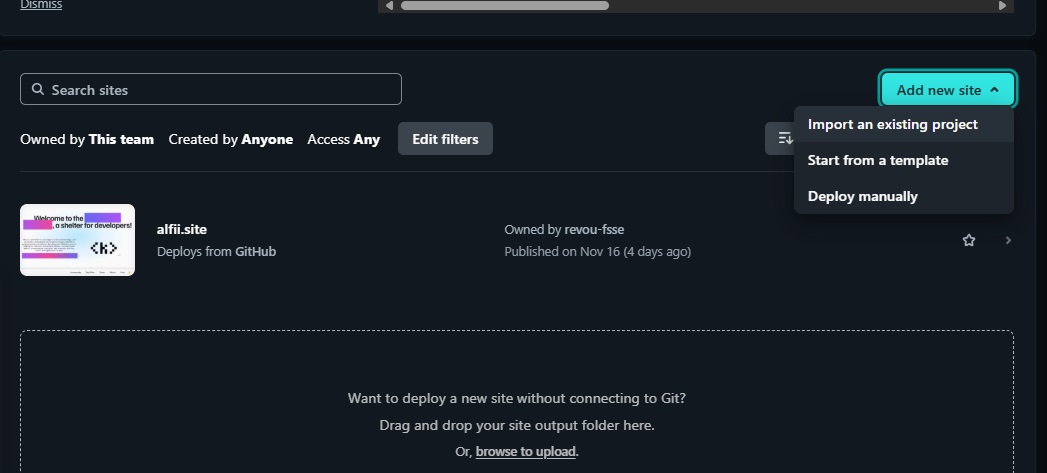 Dismiss
Search sites
Add new site
Import an existing project
Start from a template
Deploy manually
Owned by This team Created by Anyone Access Any Edit filters
Welcome to the
, a shelter for developers!
<k>
alfii.site
Deploys from GitHub
Owned by revou-fsse
Published on Nov 16 (4 days ago)
Want to deploy a new site without connecting to Git?
Drag and drop your site output folder here.
Or, browse to upload.